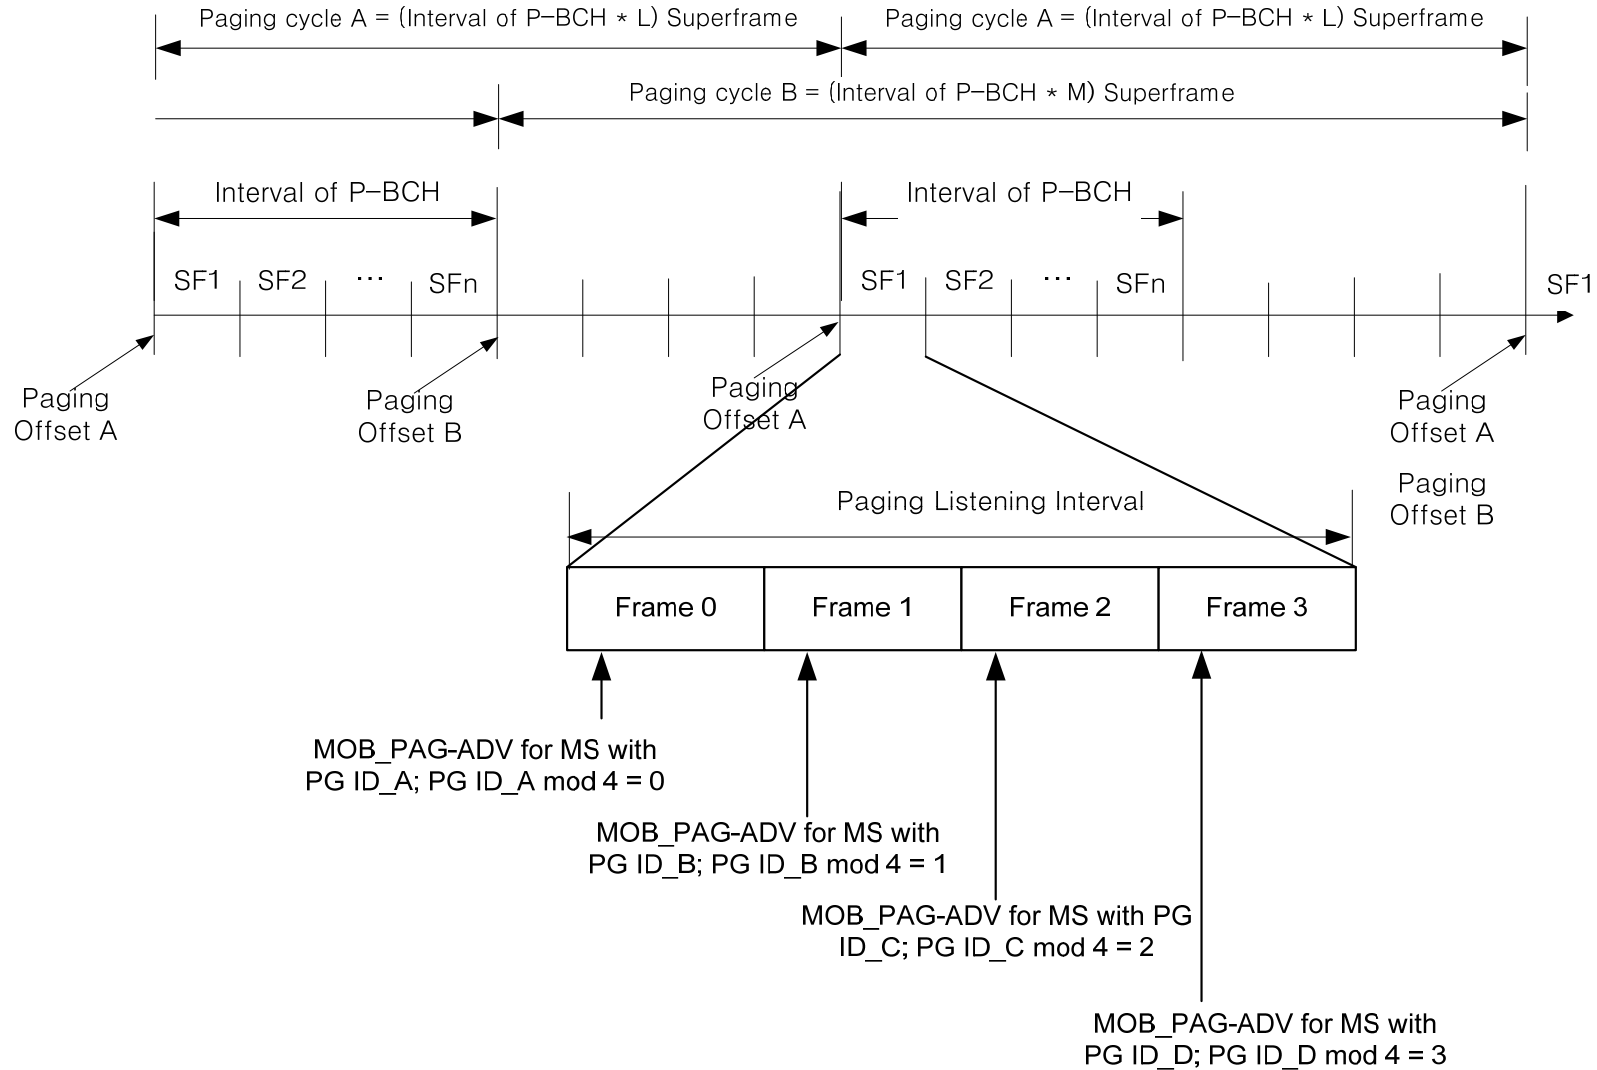 Paging cycle A = (Interval of P-BCH * L) Superframe
Paging cycle A = (Interval of P-BCH * L) Superframe
Paging cycle B = (Interval of P-BCH * M) Superframe
Interval of P-BCH
Interval of P-BCH
SF1 SF2 ... SFn
SF1 SF2 ... SFn
SF1
Paging
Offset A
Paging
Offset B
Paging
Offset A
Paging
Offset A
Paging
Offset B
Paging Listening Interval
Frame 0
Frame 1
Frame 2
Frame 3
MOB_PAG-ADV for MS with
PG ID_A; PG ID_A mod 4 = 0
MOB_PAG-ADV for MS with
PG ID_B; PG ID_B mod 4 = 1
MOB_PAG-ADV for MS with PG
ID_C; PG ID_C mod 4 = 2
MOB_PAG-ADV for MS with
PG ID_D; PG ID_D mod 4 = 3